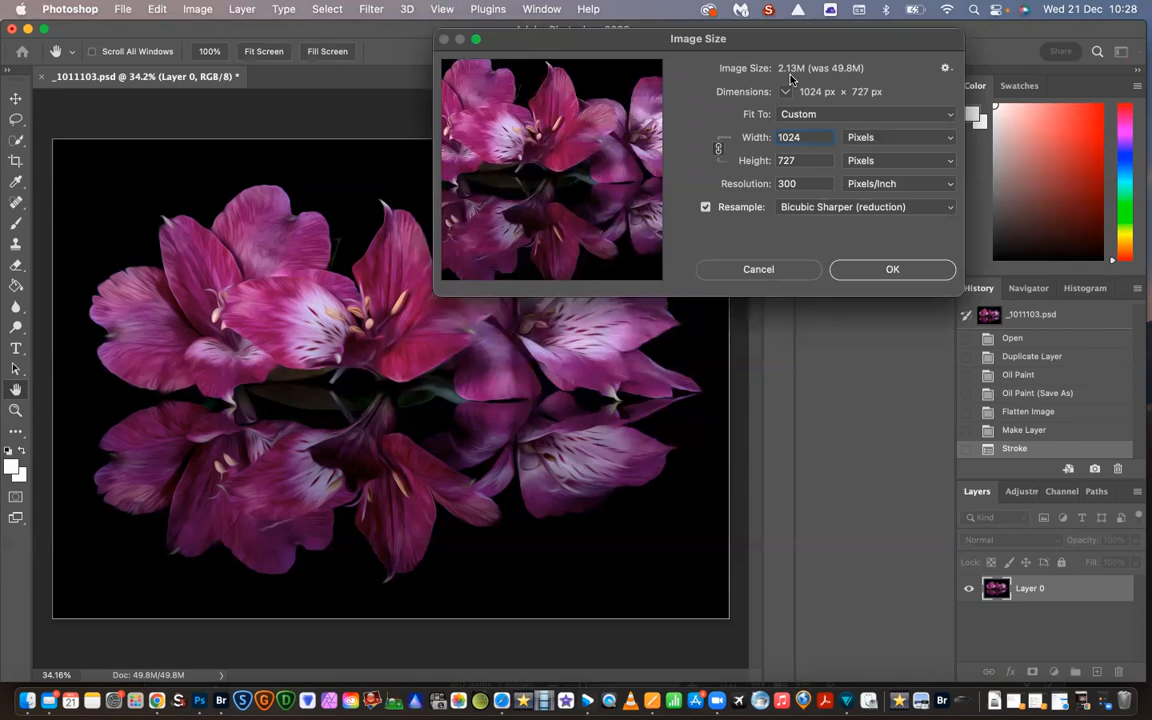 Photoshop File Edit Image Layer Type Select Filter 3D View Plugins Window Help Wed 21 Dec 10:28
Image Size
Scroll All Windows 100% Fit Screen Fill Screen Share
_1011103.psd @ 34.2% (Layer 0, RGB/8) *
Image Size: 2.13M (was 49.8M)
Dimensions: 1024 px × 727 px
Fit To: Custom
Width: 1024 Pixels
Height: 727 Pixels
Resolution: 300 Pixels/Inch
Resample: Bicubic Sharper (reduction)
Cancel OK
Color Swatches
History Navigator Histogram
_1011103.psd
Open
Duplicate Layer
Oil Paint
Oil Paint (Save As)
Flatten Image
Make Layer
Stroke
Layers Adjustm Channel Paths
Kind
Normal Opacity: 100%
Lock: Fill: 100%
Layer 0
34.16% Doc: 49.8M/49.8M